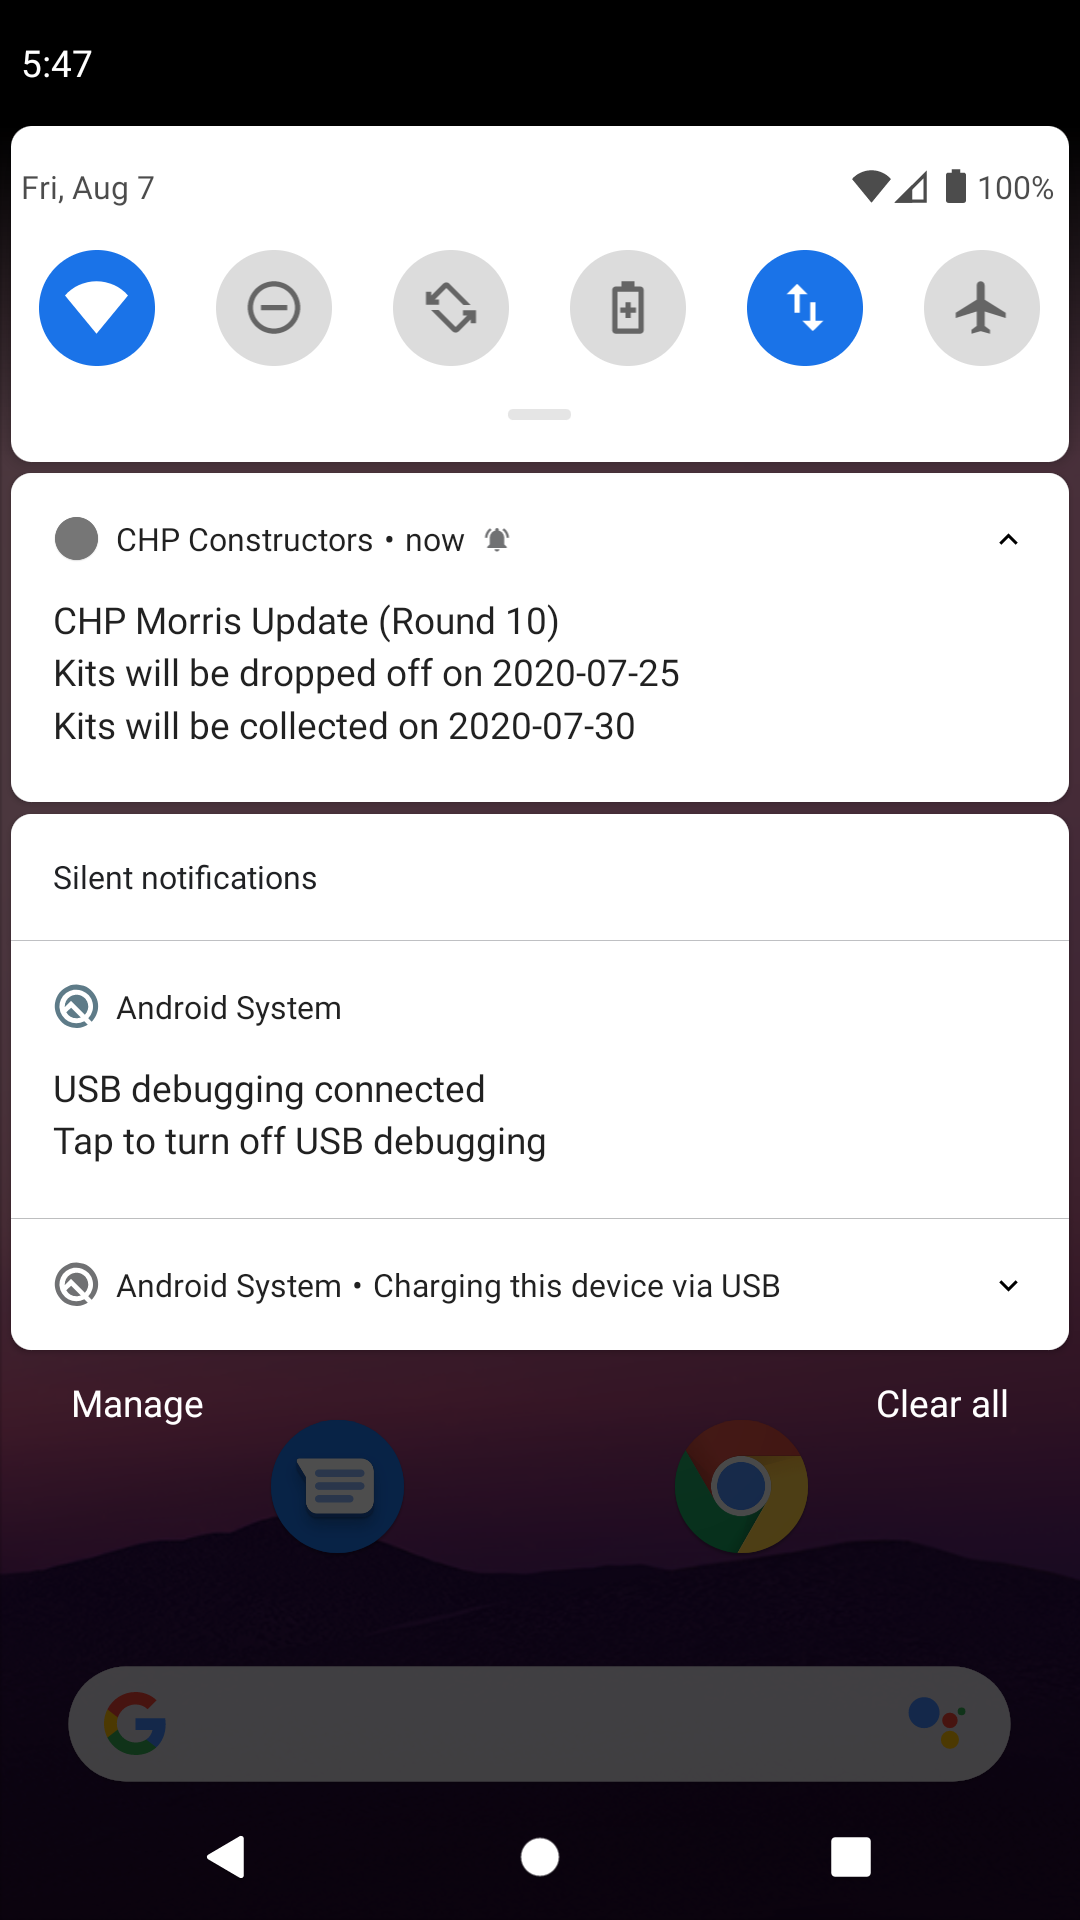 5:47
Fri, Aug 7
100%
CHP Constructors • now
CHP Morris Update (Round 10)
Kits will be dropped off on 2020-07-25
Kits will be collected on 2020-07-30
Silent notifications
Android System
USB debugging connected
Tap to turn off USB debugging
Android System • Charging this device via USB
Manage
Clear all